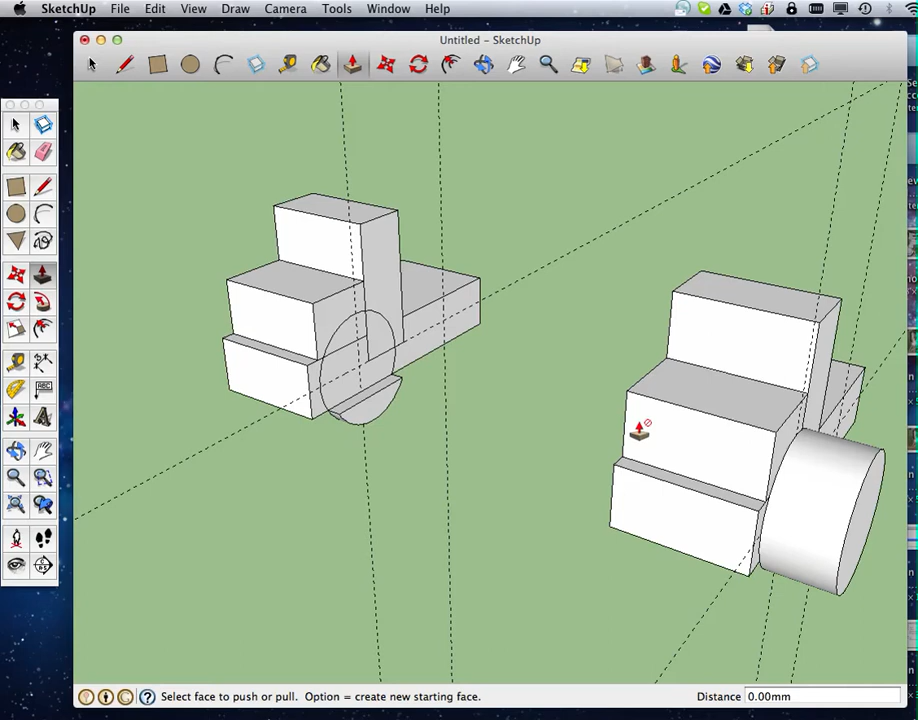 SketchUp File Edit View Draw Camera Tools Window Help
Untitled – SketchUp
Select face to push or pull. Option = create new starting face. Distance 0.00mm